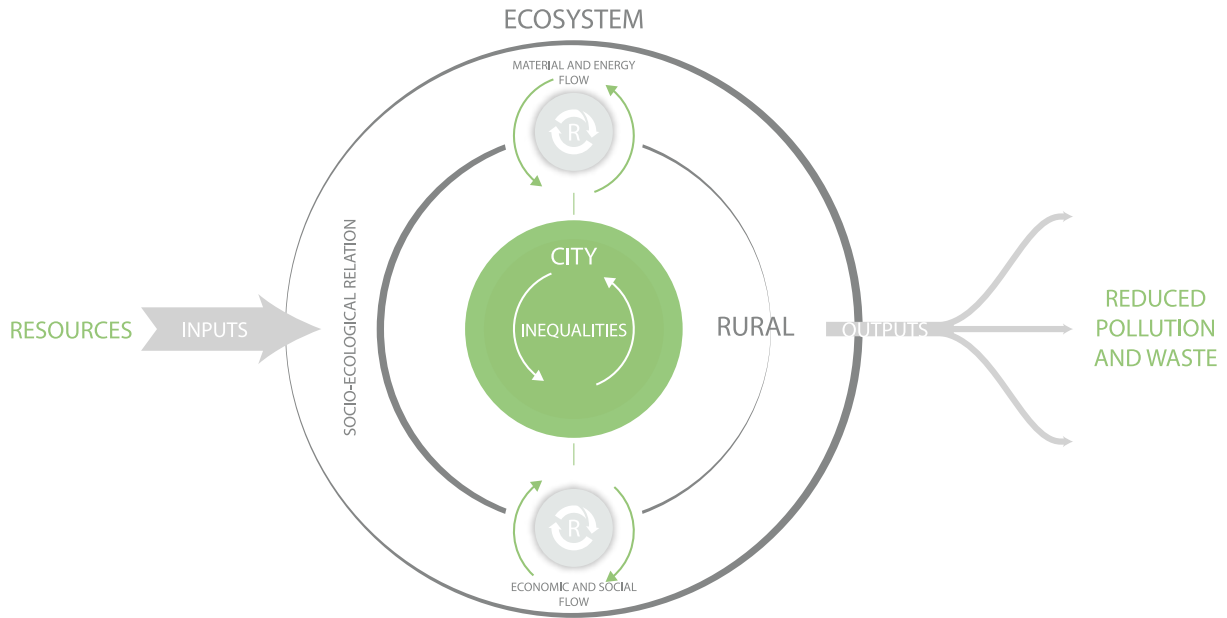 ECOSYSTEM
MATERIAL AND ENERGY
FLOW
R
SOCIO-ECOLOGICAL RELATION
CITY
INEQUALITIES
RURAL
RESOURCES
INPUTS
OUTPUTS
REDUCED
POLLUTION
AND WASTE
R
ECONOMIC AND SOCIAL
FLOW